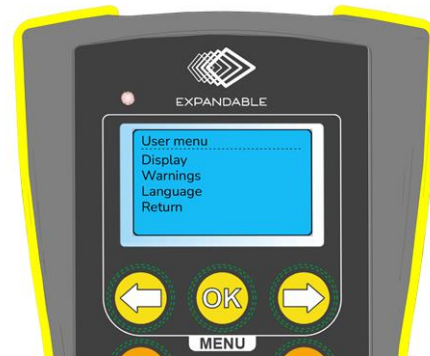 EXPANDABLE
User menu
Display
Warnings
Language
Return
OK
MENU